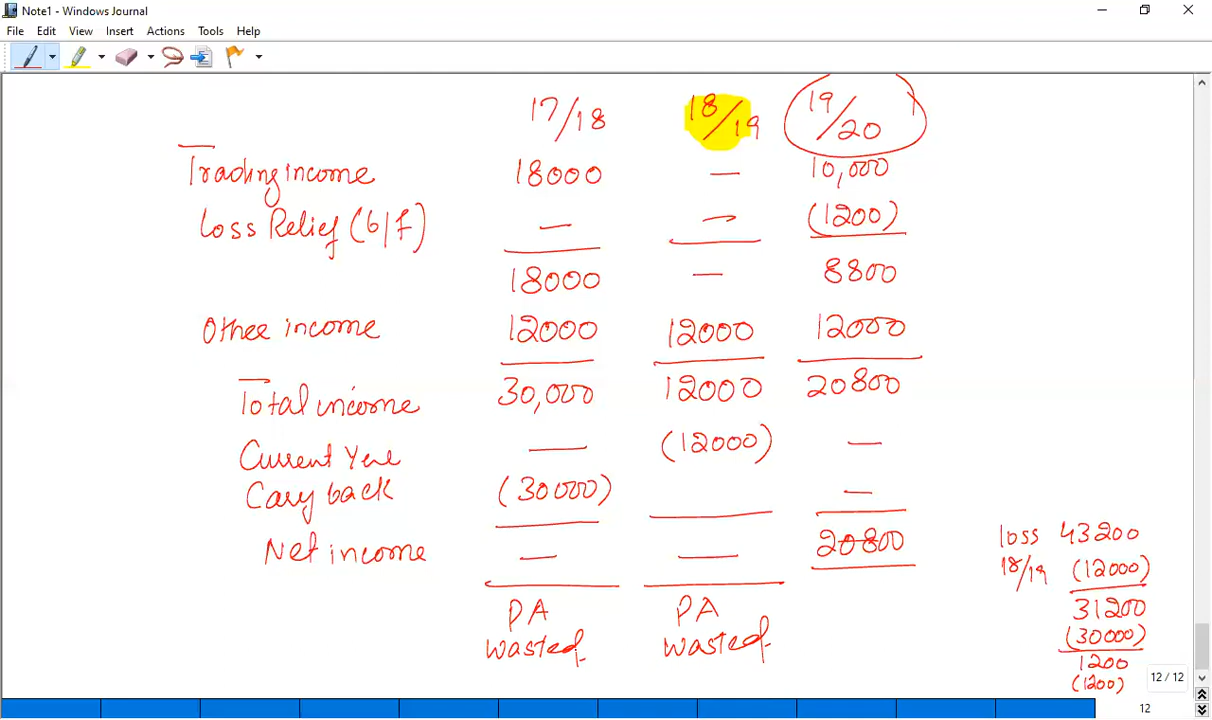 Note1 - Windows Journal
File Edit View Insert Actions Tools Help
17/18 18/19 19/20
Trading income 18000 — 10,000
Loss Relief (b/f) — — (1200)
18000 — 8800
Other income 12000 12000 12000
Total income 30,000 12000 20800
Current Year — (12000) —
Cary back (30000) —
Net income — — 20800
PA PA
wasted. wasted.
loss 43200
18/19 (12000)
31200
(30000)
1200
(1200)
12 / 12
12